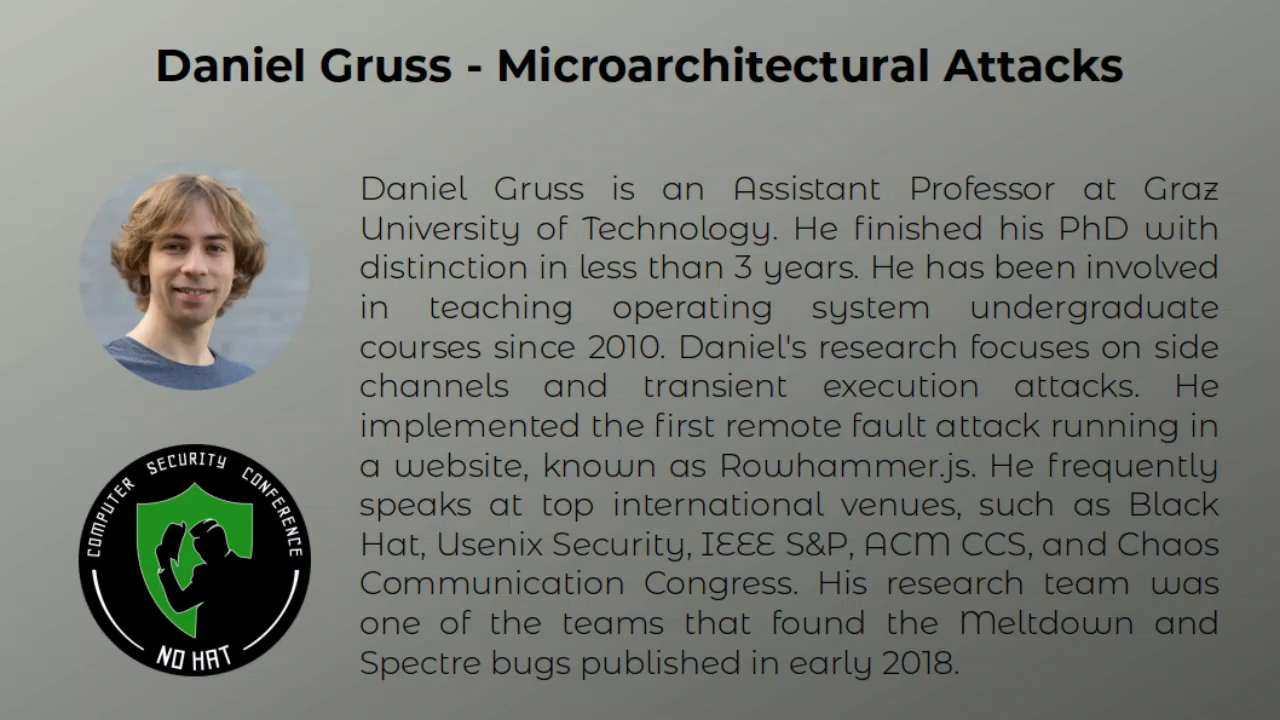 Daniel Gruss - Microarchitectural Attacks
Daniel Gruss is an Assistant Professor at Graz
University of Technology. He finished his PhD with
distinction in less than 3 years. He has been involved
in teaching operating system undergraduate
courses since 2010. Daniel's research focuses on side
channels and transient execution attacks. He
implemented the first remote fault attack running in
a website, known as Rowhammer.js. He frequently
speaks at top international venues, such as Black
Hat, Usenix Security, IEEE S&P, ACM CCS, and Chaos
Communication Congress. His research team was
one of the teams that found the Meltdown and
Spectre bugs published in early 2018.
COMPUTER SECURITY CONFERENCE
NO HAT